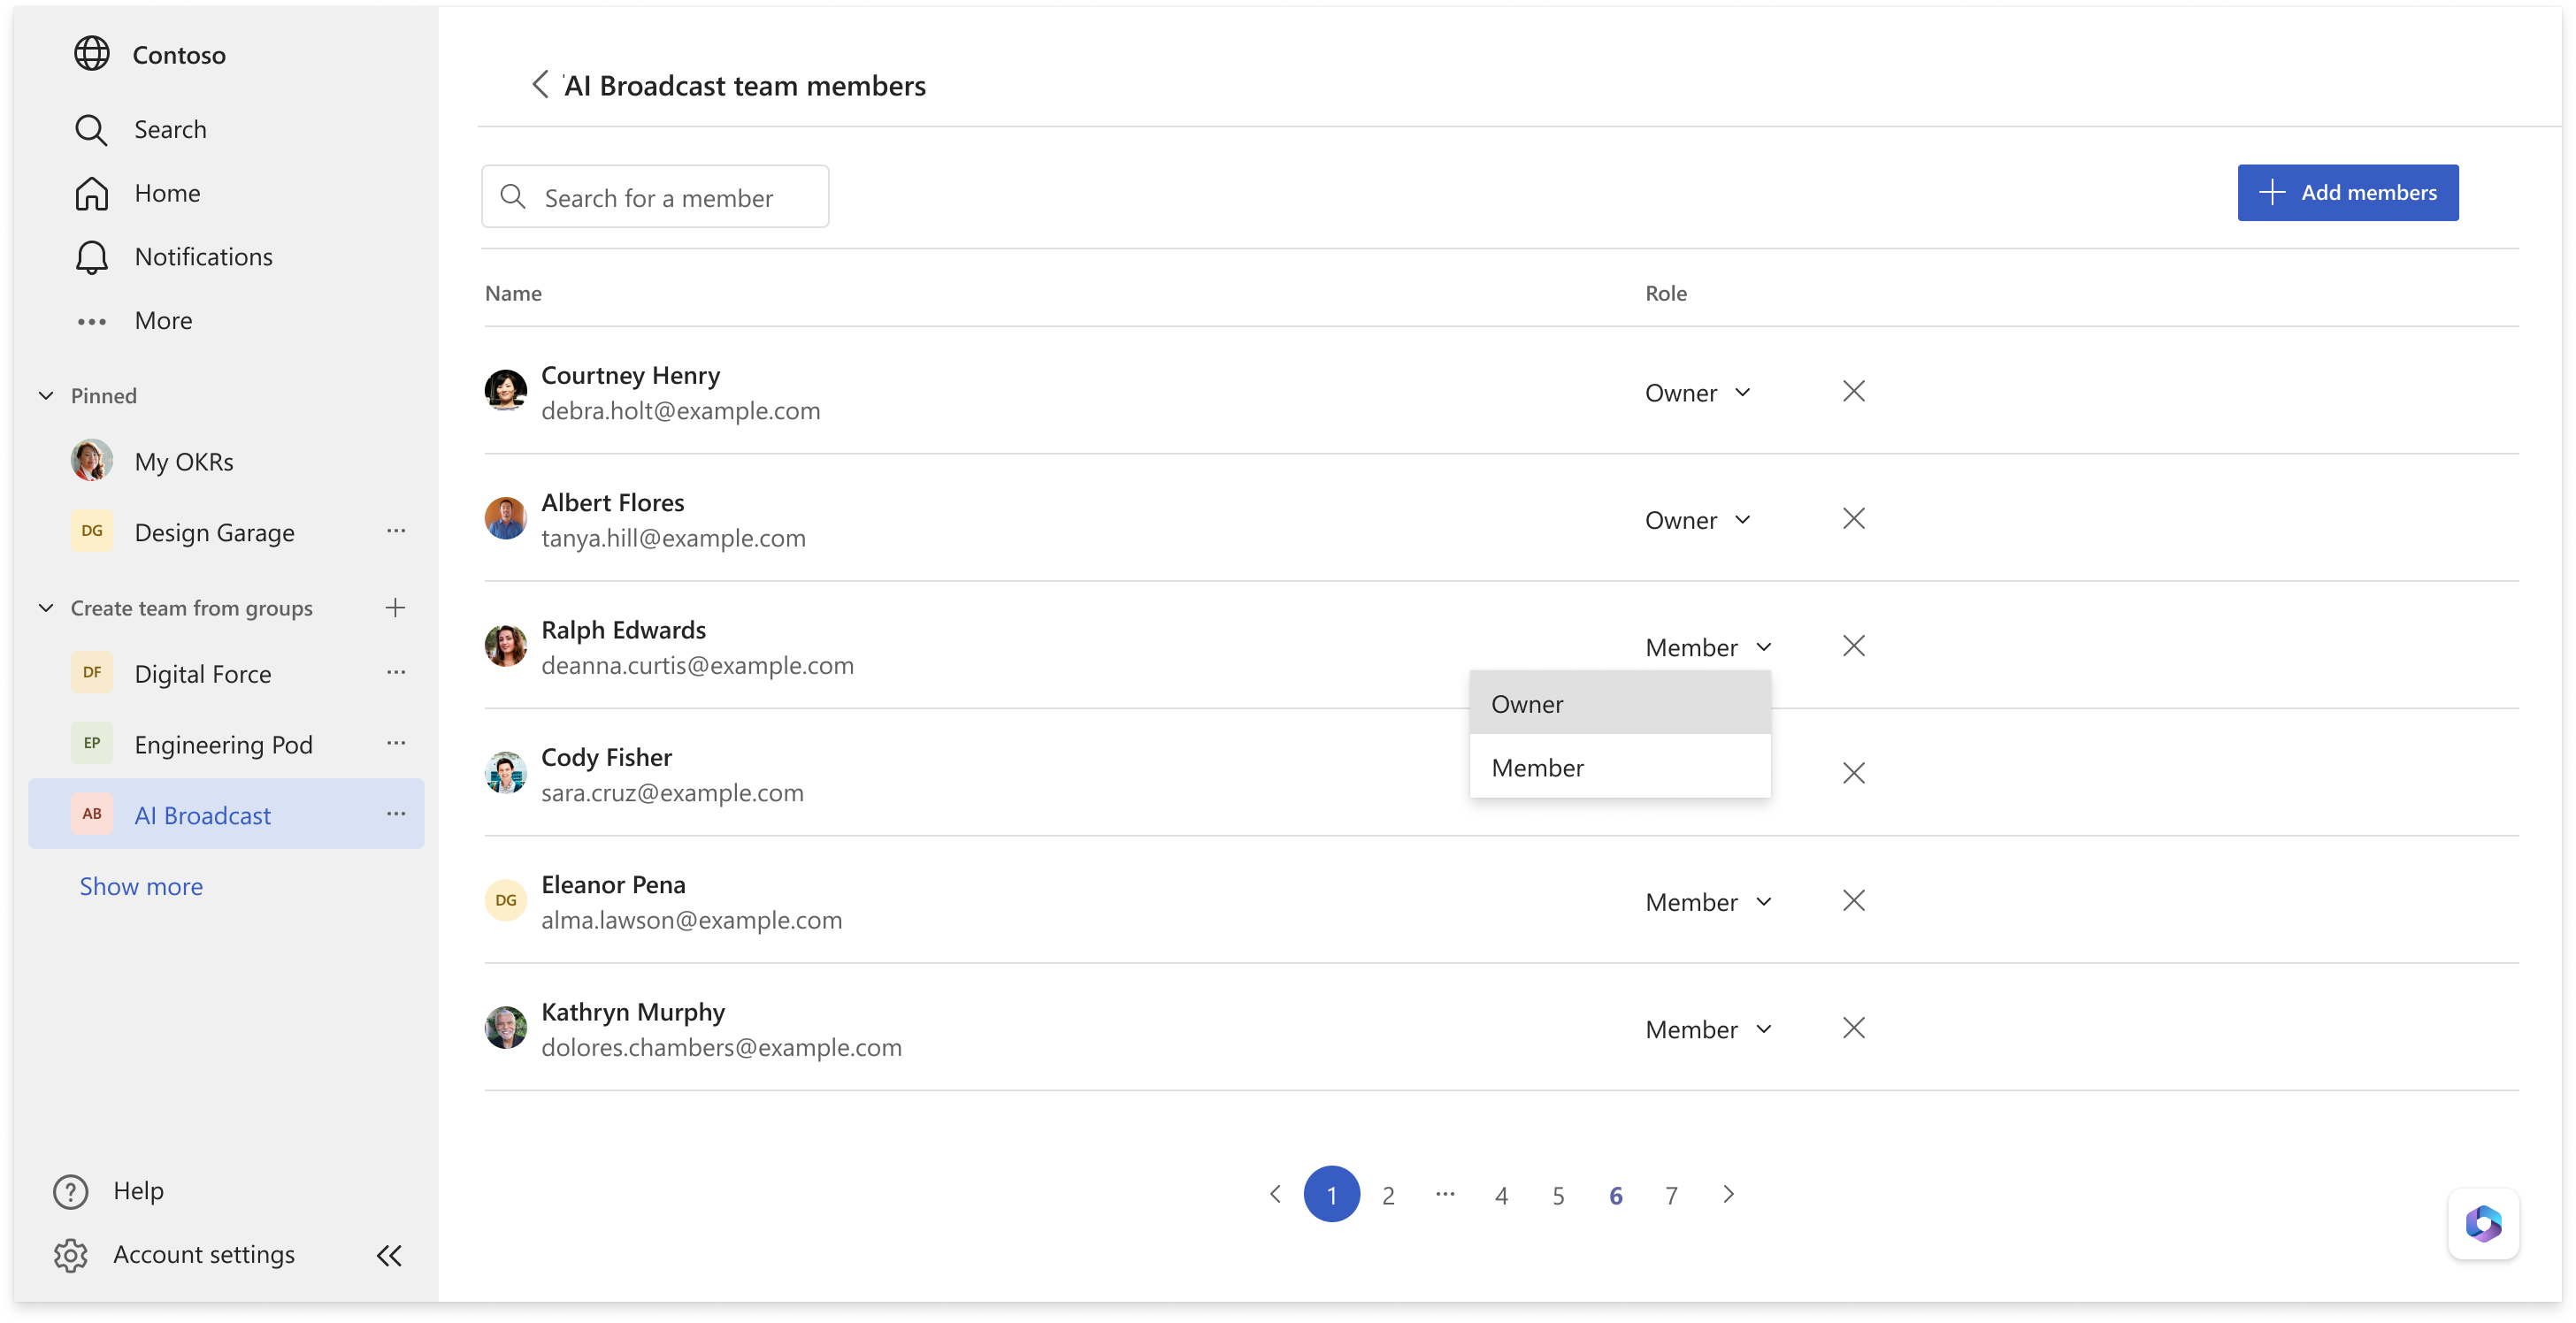 Contoso
Search
Home
Notifications
More
Pinned
My OKRs
DG Design Garage
Create team from groups
DF Digital Force
EP Engineering Pod
AB AI Broadcast
Show more
Help
Account settings
'AI Broadcast team members
Search for a member
Add members
Name Role
Courtney Henry
debra.holt@example.com
Owner
Albert Flores
tanya.hill@example.com
Owner
Ralph Edwards
deanna.curtis@example.com
Member
Owner
Member
Cody Fisher
sara.cruz@example.com
DG
Eleanor Pena
alma.lawson@example.com
Member
Kathryn Murphy
dolores.chambers@example.com
Member
1 2 ... 4 5 6 7